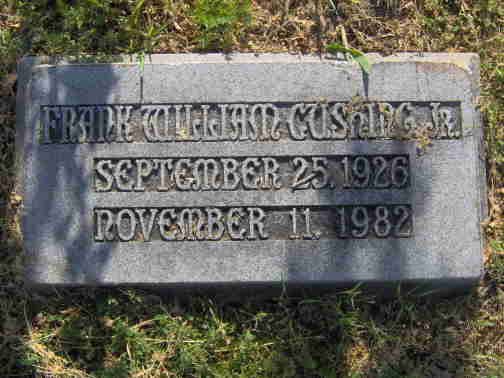 FRANK WILLIAM CUSHING, JR.
SEPTEMBER 25, 1926
NOVEMBER 11, 1982